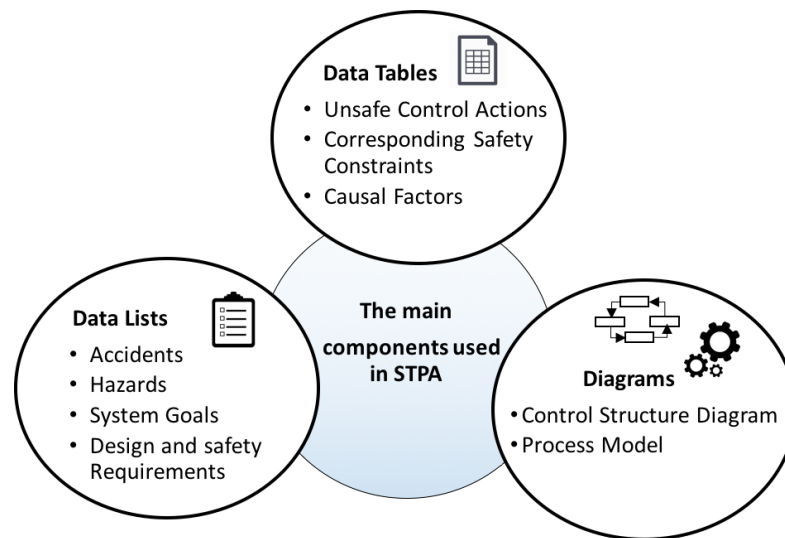 Data Tables
• Unsafe Control Actions
• Corresponding Safety
Constraints
• Causal Factors
The main
components used
in STPA
Data Lists
• Accidents
• Hazards
• System Goals
• Design and safety
Requirements
Diagrams
• Control Structure Diagram
• Process Model